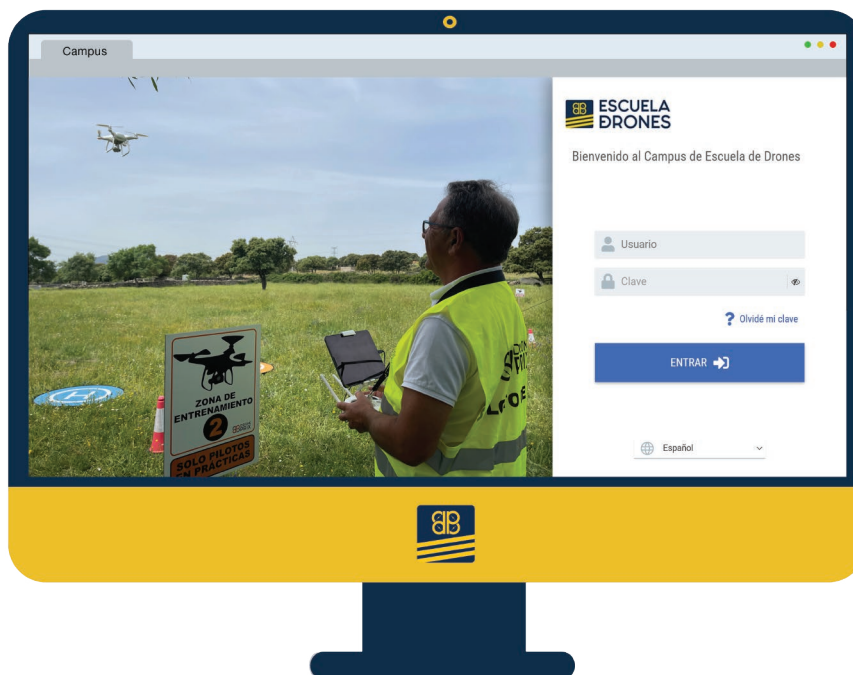 Campus
ESCUELA
DRONES
Bienvenido al Campus de Escuela de Drones
Usuario
Clave
? Olvidé mi clave
ENTRAR
Español
ZONA DE
ENTRENAMIENTO
2
SOLO PILOTOS
EN PRÁCTICAS